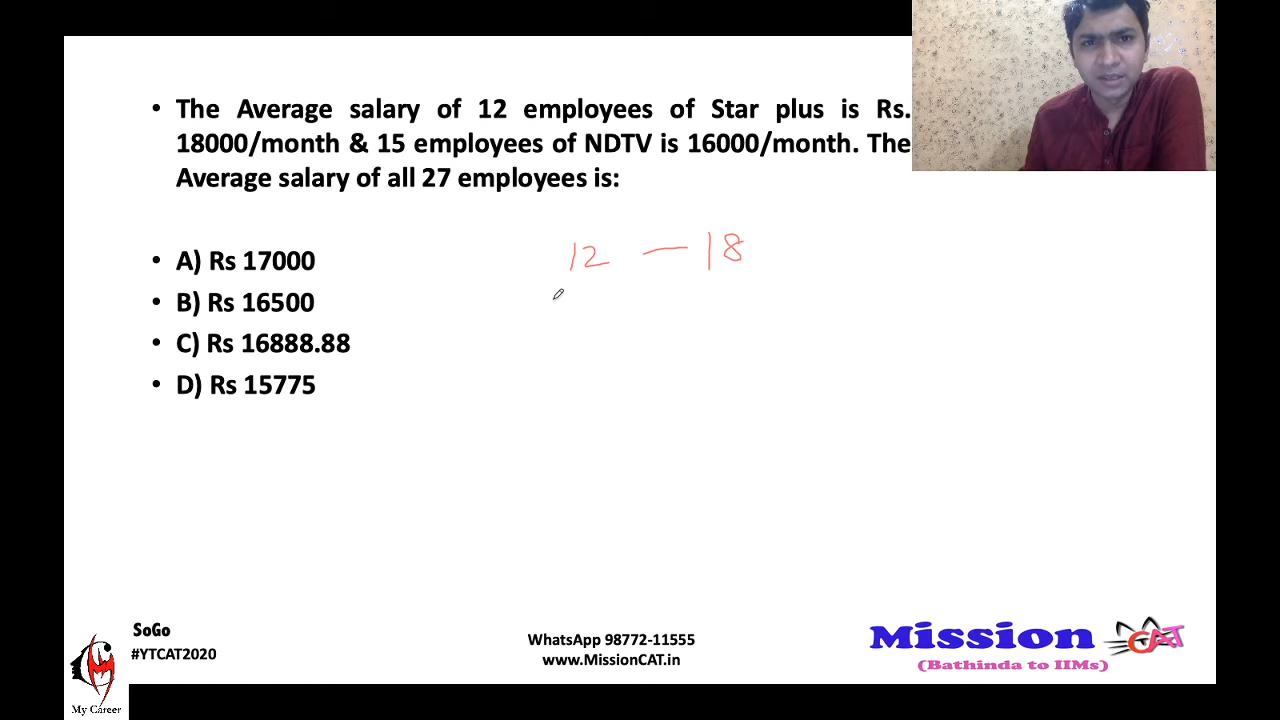 • The Average salary of 12 employees of Star plus is Rs.
18000/month & 15 employees of NDTV is 16000/month. The
Average salary of all 27 employees is:
12 — 18
• A) Rs 17000
• B) Rs 16500
• C) Rs 16888.88
• D) Rs 15775
SoGo
#YTCAT2020
WhatsApp 98772-11555
www.MissionCAT.in
Mission CAT
(Bathinda to IIMs)
My Career